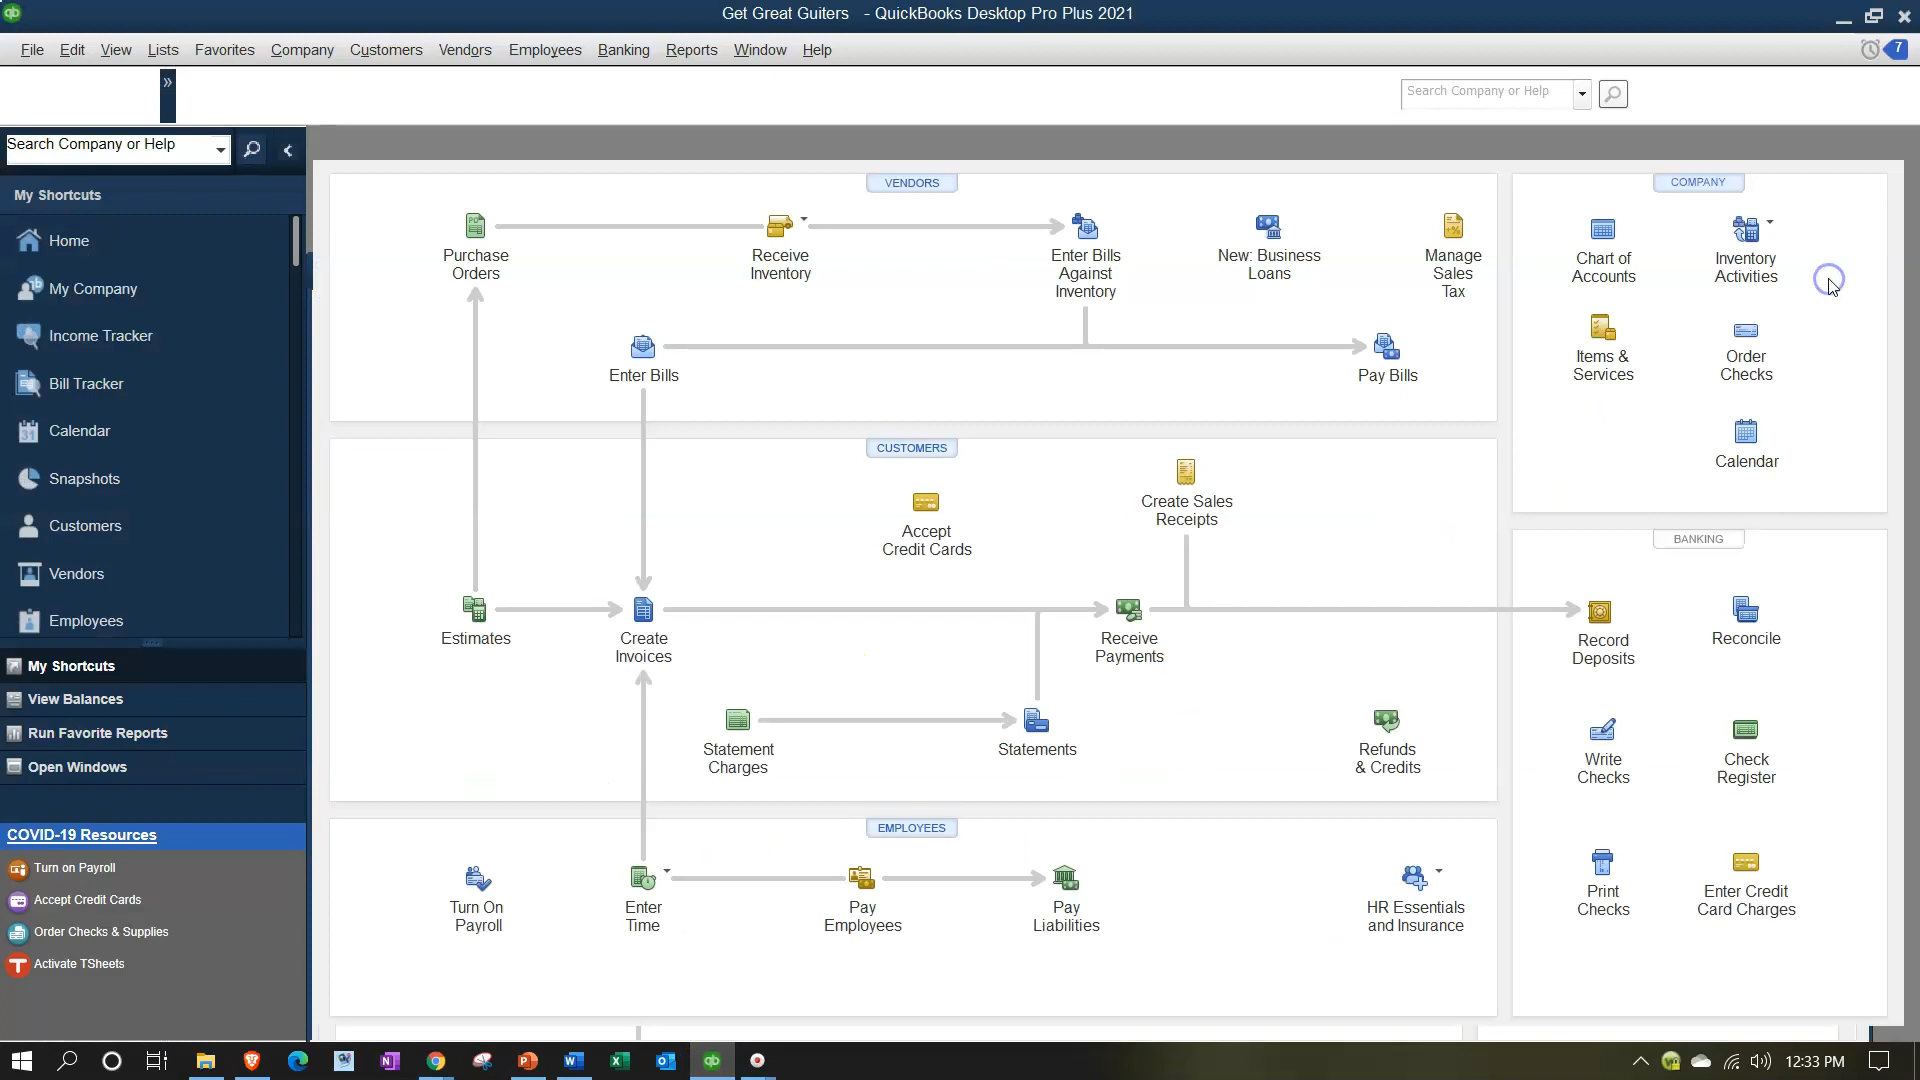 Get Great Guiters - QuickBooks Desktop Pro Plus 2021
File Edit View Lists Favorites Company Customers Vendors Employees Banking Reports Window Help
7
Search Company or Help
Search Company or Help
My Shortcuts
Home
My Company
Income Tracker
Bill Tracker
Calendar
Snapshots
Customers
Vendors
Employees
My Shortcuts
View Balances
Run Favorite Reports
Open Windows
COVID-19 Resources
Turn on Payroll
Accept Credit Cards
Order Checks & Supplies
Activate TSheets
VENDORS
Purchase
Orders
Receive
Inventory
Enter Bills
Against
Inventory
New: Business
Loans
Manage
Sales
Tax
Enter Bills
Pay Bills
CUSTOMERS
Accept
Credit Cards
Create Sales
Receipts
Estimates
Create
Invoices
Receive
Payments
Statement
Charges
Statements
Refunds
& Credits
EMPLOYEES
Turn On
Payroll
Enter
Time
Pay
Employees
Pay
Liabilities
HR Essentials
and Insurance
COMPANY
Chart of
Accounts
Inventory
Activities
Items &
Services
Order
Checks
Calendar
BANKING
Record
Deposits
Reconcile
Write
Checks
Check
Register
Print
Checks
Enter Credit
Card Charges
12:33 PM